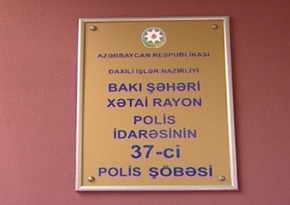 AZƏRBAYCAN RESPUBLİKASI
DAXİLİ İŞLƏR NAZİRLİYİ
BAKI ŞƏHƏRİ
XƏTAİ RAYON
POLİS
İDARƏSİNİN
37-ci
POLİS ŞÖBƏSİ